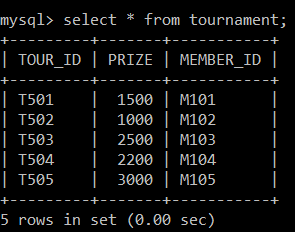 mysql> select * from tournament;
+---------+-------+-----------+
| TOUR_ID | PRIZE | MEMBER_ID |
+---------+-------+-----------+
| T501    |  1500 | M101      |
| T502    |  1000 | M102      |
| T503    |  2500 | M103      |
| T504    |  2200 | M104      |
| T505    |  3000 | M105      |
+---------+-------+-----------+
5 rows in set (0.00 sec)